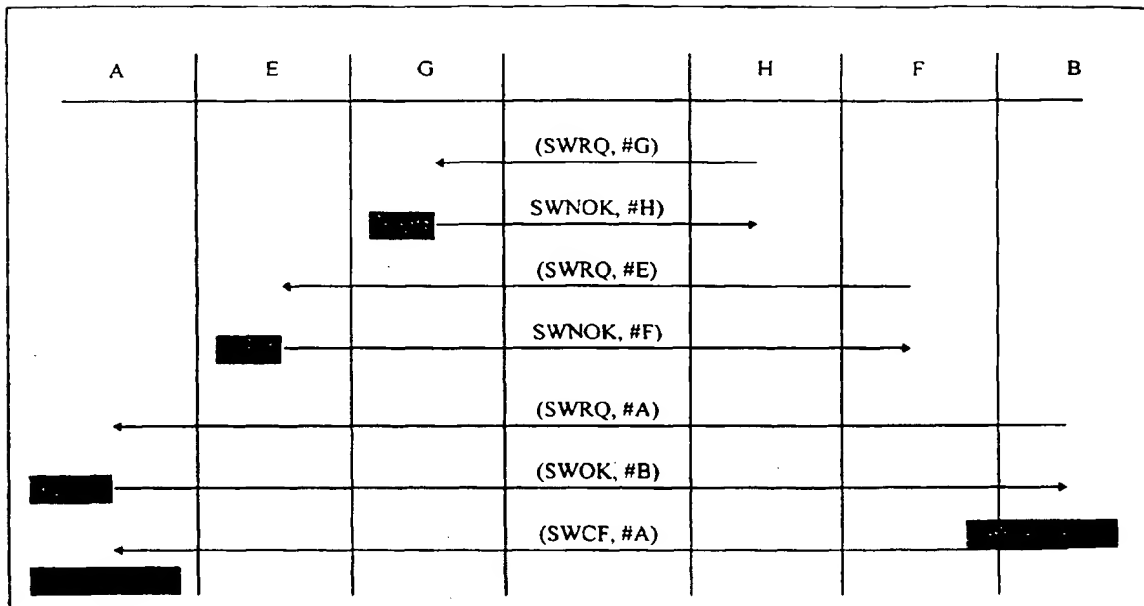 A E G H F B
(SWRQ, #G)
SWNOK, #H)
(SWRQ, #E)
SWNOK, #F)
(SWRQ, #A)
(SWOK, #B)
(SWCF, #A)